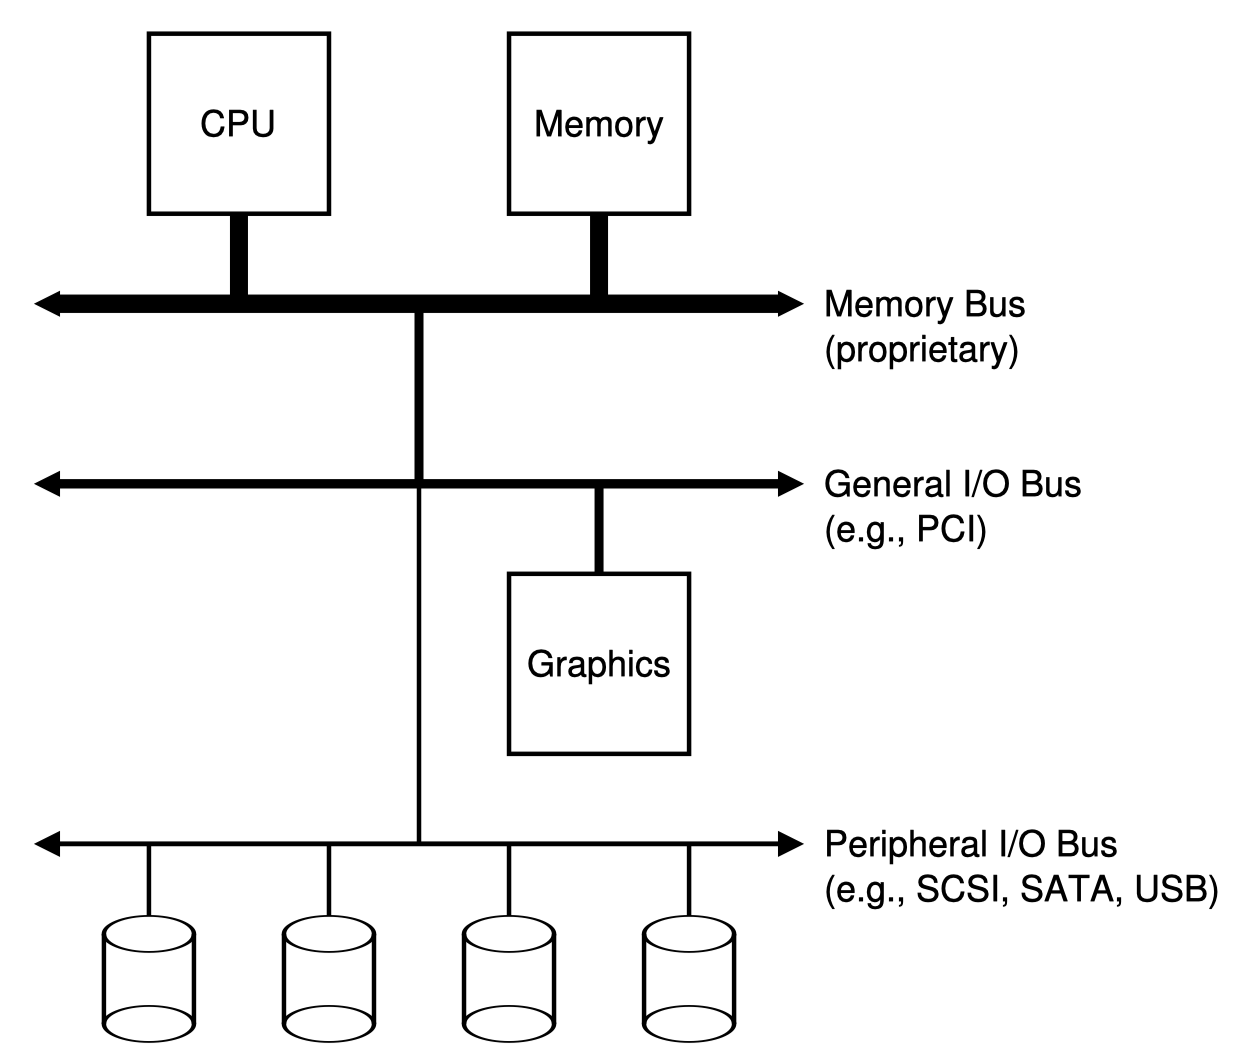 CPU
Memory
Memory Bus
(proprietary)
General I/O Bus
(e.g., PCI)
Graphics
Peripheral I/O Bus
(e.g., SCSI, SATA, USB)